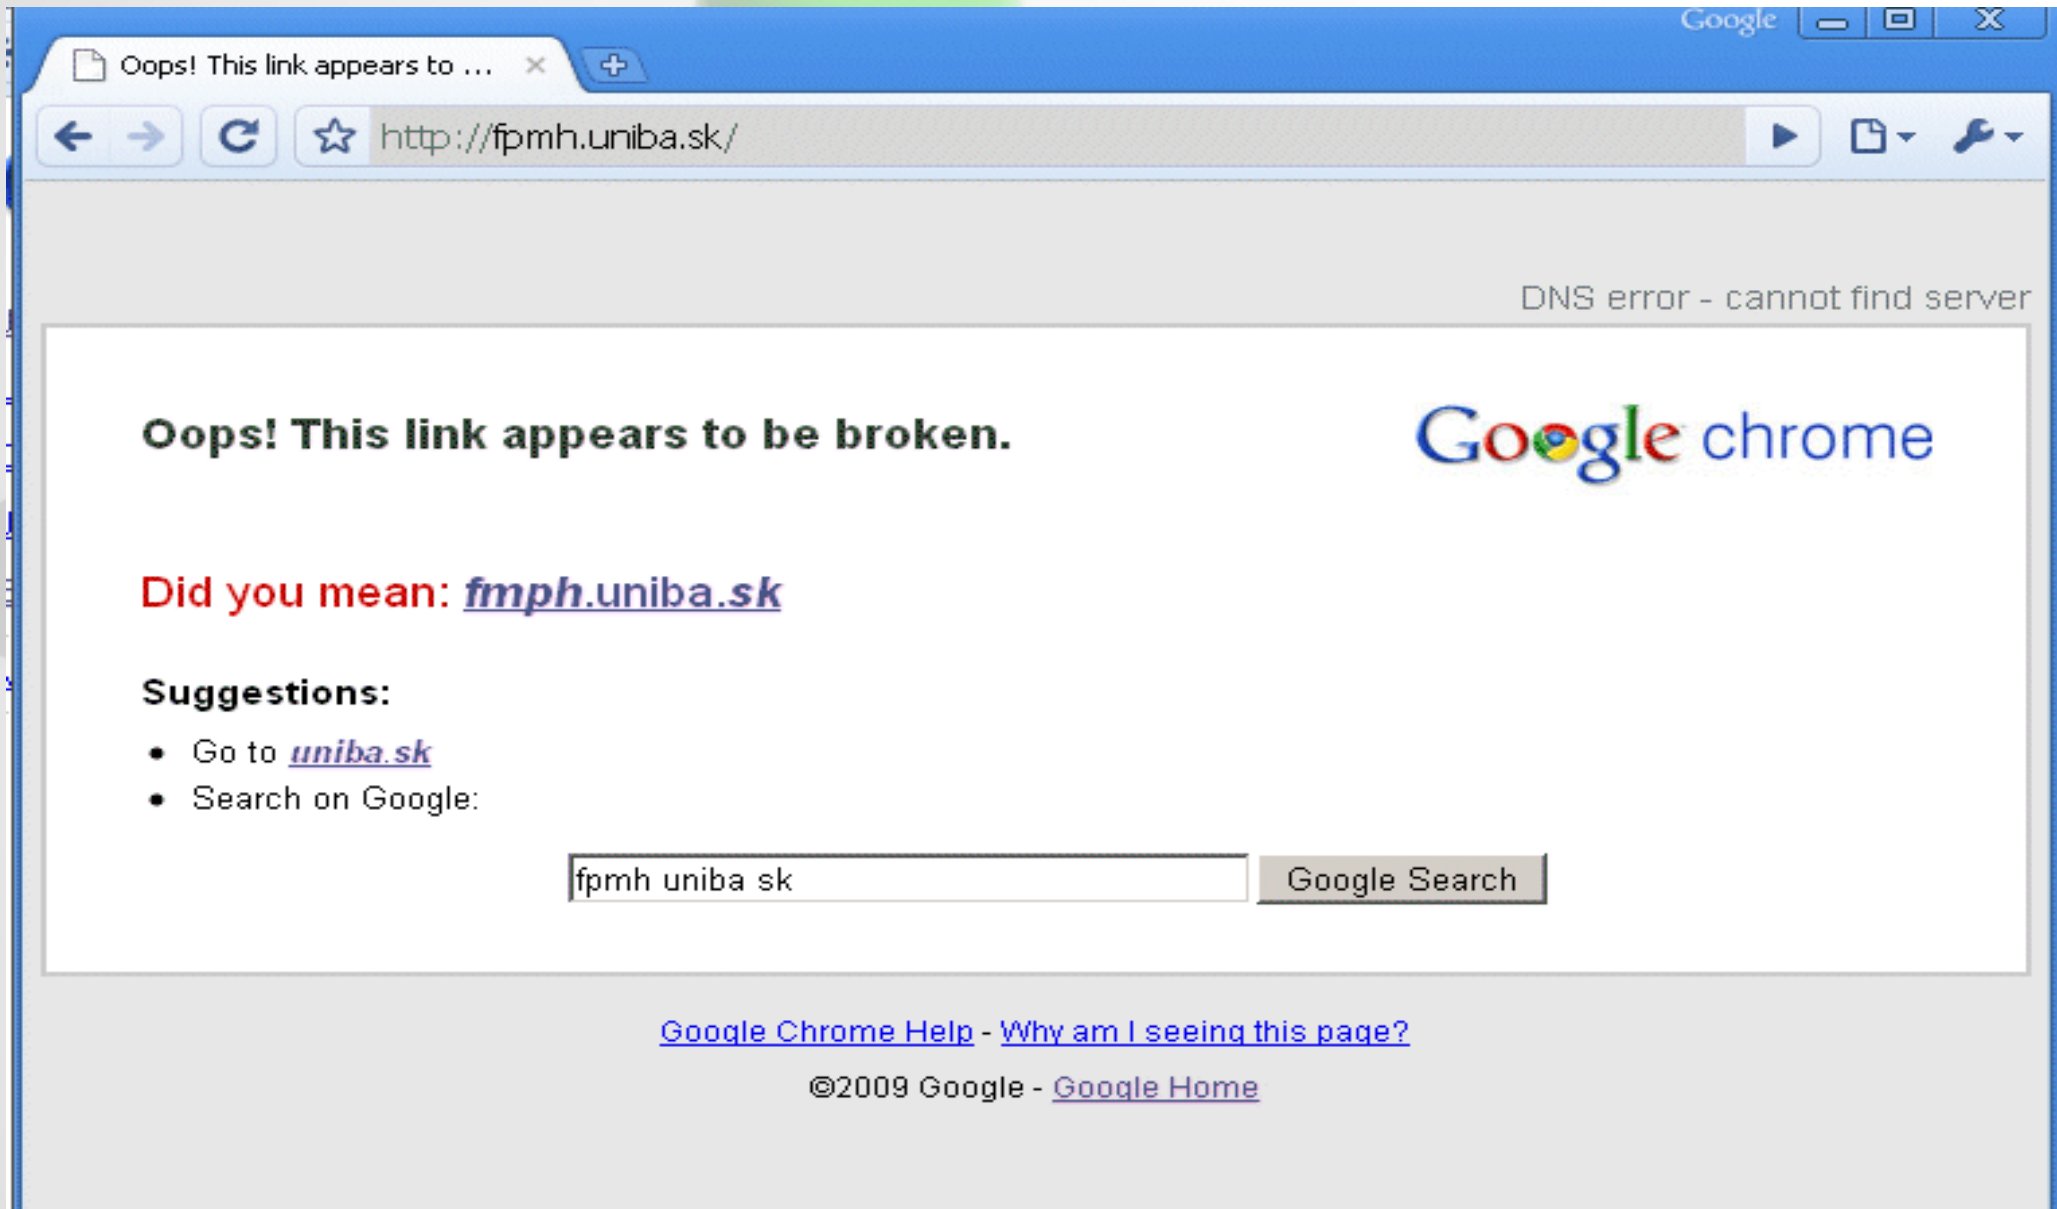 Google
Oops! This link appears to ...
http://fpmh.uniba.sk/
DNS error - cannot find server
Oops! This link appears to be broken.
Google chrome
Did you mean: fmph.uniba.sk
Suggestions:
Go to uniba.sk
Search on Google:
fpmh uniba sk
Google Search
Google Chrome Help - Why am I seeing this page?
©2009 Google - Google Home